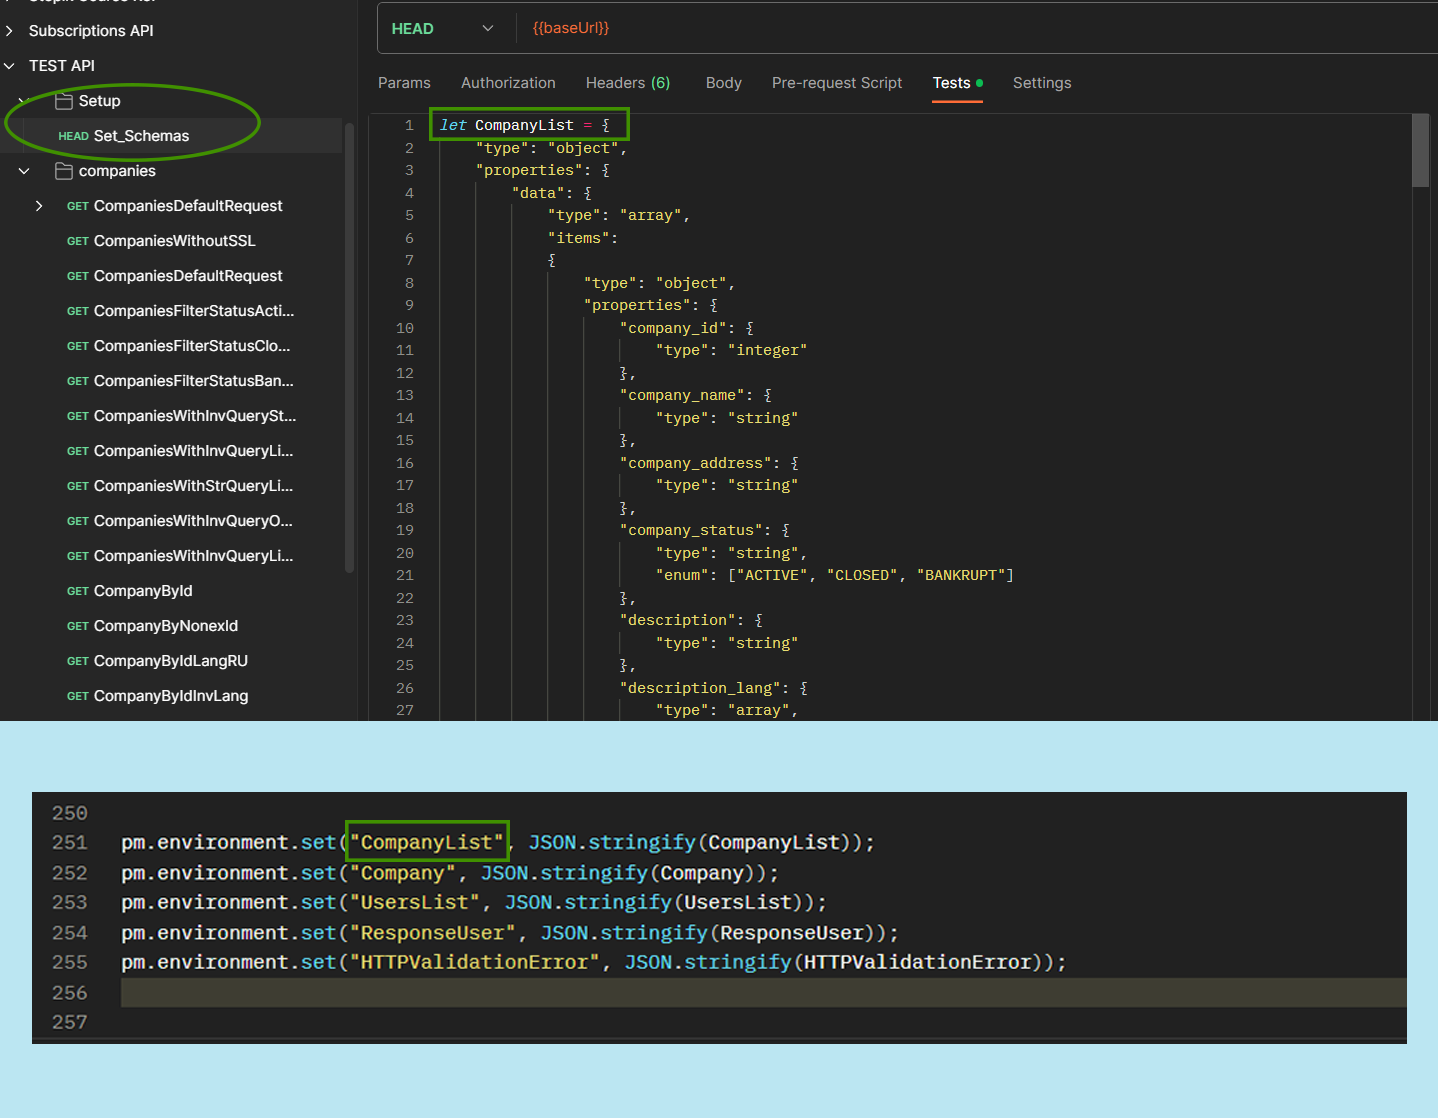 Subscriptions API
TEST API
Setup
HEAD Set_Schemas
companies
GET CompaniesDefaultRequest
GET CompaniesWithoutSSL
GET CompaniesDefaultRequest
GET CompaniesFilterStatusActi...
GET CompaniesFilterStatusClo...
GET CompaniesFilterStatusBan...
GET CompaniesWithInvQuerySt...
GET CompaniesWithInvQueryLi...
GET CompaniesWithStrQueryLi...
GET CompaniesWithInvQueryO...
GET CompaniesWithInvQueryLi...
GET CompanyById
GET CompanyByNonexId
GET CompanyByIdLangRU
GET CompanyByIdInvLang
HEAD {{baseUrl}}
Params Authorization Headers (6) Body Pre-request Script Tests Settings
1 let CompanyList = {
2 "type": "object",
3 "properties": {
4 "data": {
5 "type": "array",
6 "items":
7 {
8 "type": "object",
9 "properties": {
10 "company_id": {
11 "type": "integer"
12 },
13 "company_name": {
14 "type": "string"
15 },
16 "company_address": {
17 "type": "string"
18 },
19 "company_status": {
20 "type": "string",
21 "enum": ["ACTIVE", "CLOSED", "BANKRUPT"]
22 },
23 "description": {
24 "type": "string"
25 },
26 "description_lang": {
27 "type": "array",
250
251 pm.environment.set("CompanyList", JSON.stringify(CompanyList));
252 pm.environment.set("Company", JSON.stringify(Company));
253 pm.environment.set("UsersList", JSON.stringify(UsersList));
254 pm.environment.set("ResponseUser", JSON.stringify(ResponseUser));
255 pm.environment.set("HTTPValidationError", JSON.stringify(HTTPValidationError));
256
257